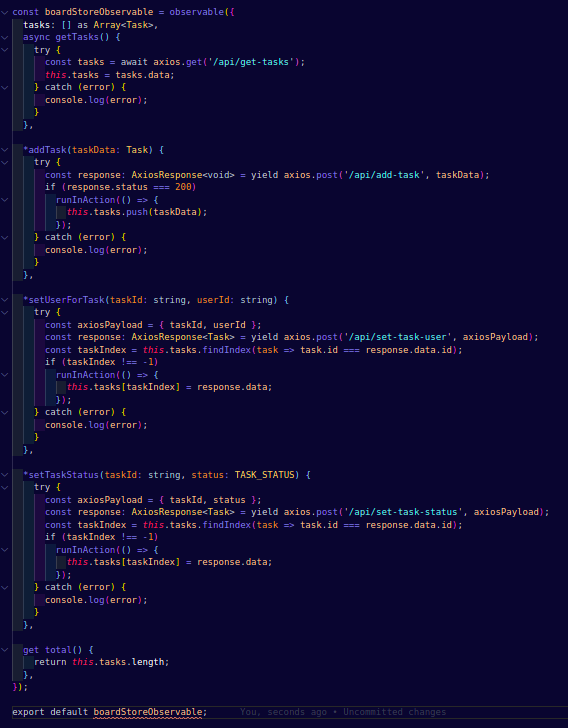 const boardStoreObservable = observable({
  tasks: [] as Array<Task>,
  async getTasks() {
    try {
      const tasks = await axios.get('/api/get-tasks');
      this.tasks = tasks.data;
    } catch (error) {
      console.log(error);
    }
  },

  *addTask(taskData: Task) {
    try {
      const response: AxiosResponse<void> = yield axios.post('/api/add-task', taskData);
      if (response.status === 200)
        runInAction(() => {
          this.tasks.push(taskData);
        });
    } catch (error) {
      console.log(error);
    }
  },

  *setUserForTask(taskId: string, userId: string) {
    try {
      const axiosPayload = { taskId, userId };
      const response: AxiosResponse<Task> = yield axios.post('/api/set-task-user', axiosPayload);
      const taskIndex = this.tasks.findIndex(task => task.id === response.data.id);
      if (taskIndex !== -1)
        runInAction(() => {
          this.tasks[taskIndex] = response.data;
        });
    } catch (error) {
      console.log(error);
    }
  },

  *setTaskStatus(taskId: string, status: TASK_STATUS) {
    try {
      const axiosPayload = { taskId, status };
      const response: AxiosResponse<Task> = yield axios.post('/api/set-task-status', axiosPayload);
      const taskIndex = this.tasks.findIndex(task => task.id === response.data.id);
      if (taskIndex !== -1)
        runInAction(() => {
          this.tasks[taskIndex] = response.data;
        });
    } catch (error) {
      console.log(error);
    }
  },

  get total() {
    return this.tasks.length;
  },
});

export default boardStoreObservable; You, seconds ago • Uncommitted changes